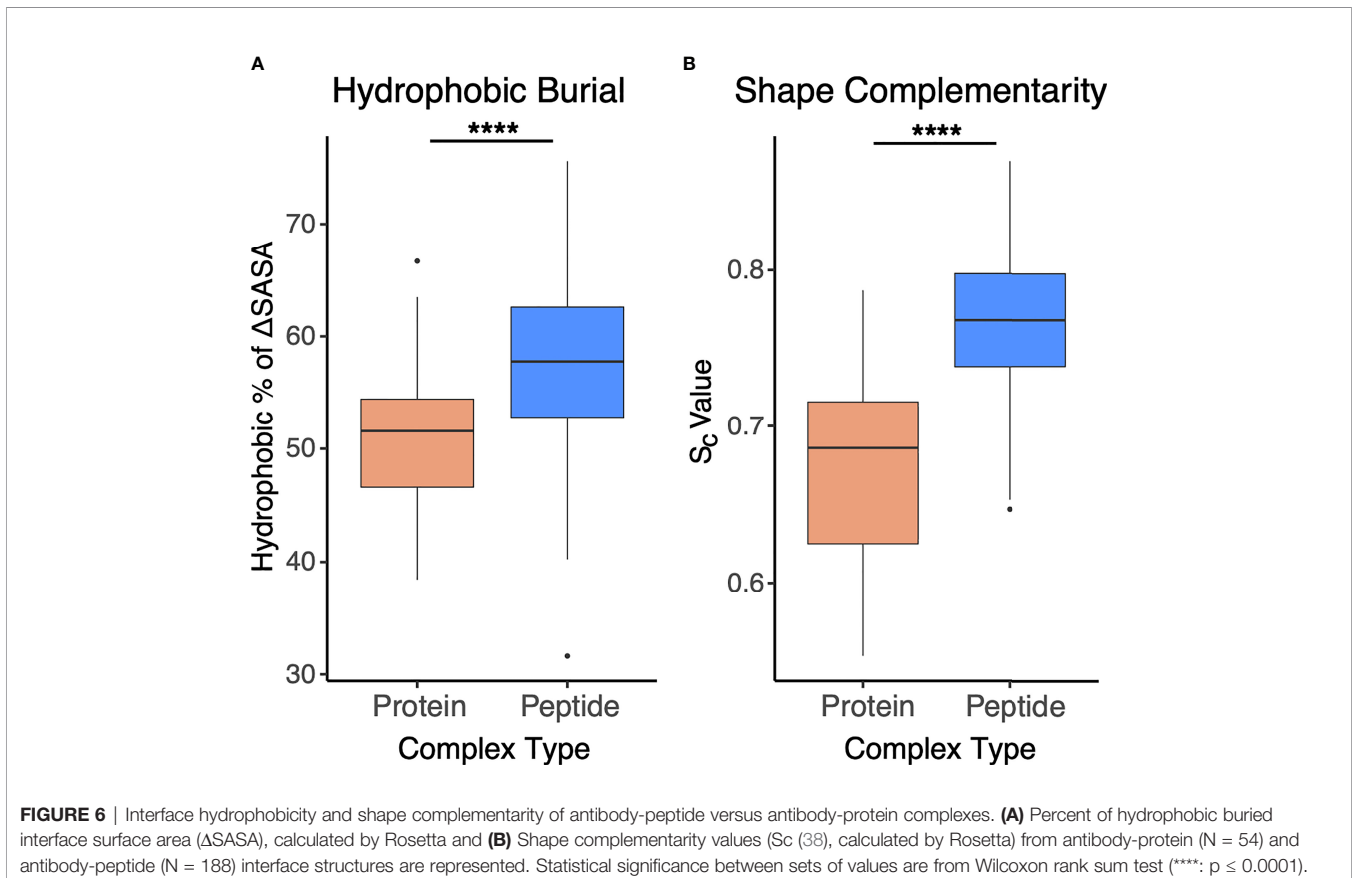 A
Hydrophobic Burial
****
Hydrophobic % of ΔSASA
70
60
50
40
30
Protein Peptide
Complex Type
B
Shape Complementarity
****
Sc Value
0.8
0.7
0.6
Protein Peptide
Complex Type
FIGURE 6 | Interface hydrophobicity and shape complementarity of antibody-peptide versus antibody-protein complexes. (A) Percent of hydrophobic buried
interface surface area (ΔSASA), calculated by Rosetta and (B) Shape complementarity values (Sc (38), calculated by Rosetta) from antibody-protein (N = 54) and
antibody-peptide (N = 188) interface structures are represented. Statistical significance between sets of values are from Wilcoxon rank sum test (****: p ≤ 0.0001).